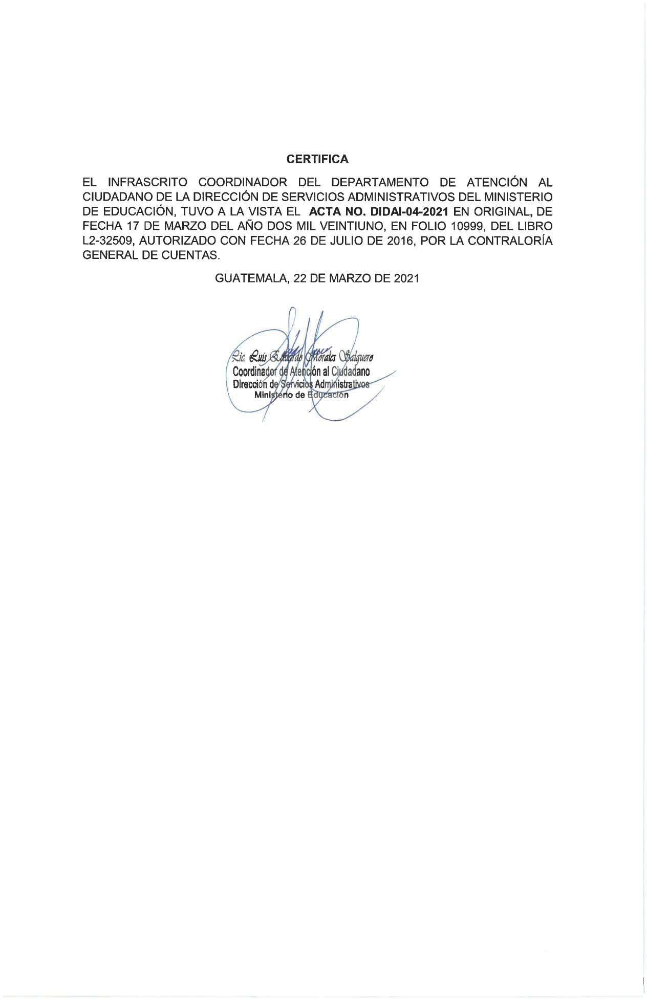 CERTIFICA
EL INFRASCRITO COORDINADOR DEL DEPARTAMENTO DE ATENCIÓN AL
CIUDADANO DE LA DIRECCIÓN DE SERVICIOS ADMINISTRATIVOS DEL MINISTERIO
DE EDUCACIÓN, TUVO A LA VISTA EL ACTA NO. DIDAI-04-2021 EN ORIGINAL, DE
FECHA 17 DE MARZO DEL AÑO DOS MIL VEINTIUNO, EN FOLIO 10999, DEL LIBRO
L2-32509, AUTORIZADO CON FECHA 26 DE JULIO DE 2016, POR LA CONTRALORÍA
GENERAL DE CUENTAS.
GUATEMALA, 22 DE MARZO DE 2021
Lic. Luis Eduardo Morales Salguero
Coordinador de Atención al Ciudadano
Dirección de Servicios Administrativos
Ministerio de Educación